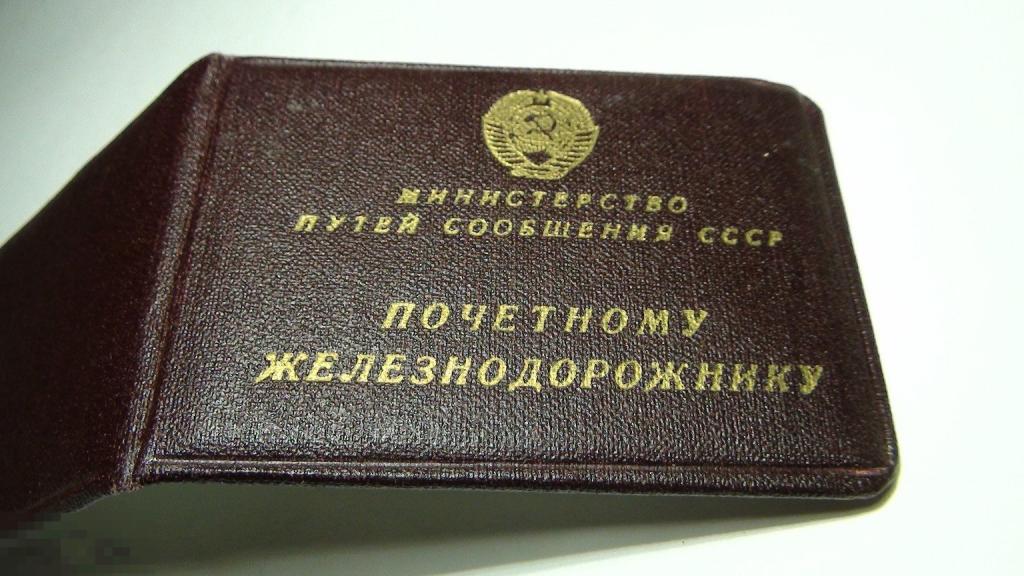 МИНИСТЕРСТВО
ПУТЕЙ СООБЩЕНИЯ СССР
ПОЧЕТНОМУ
ЖЕЛЕЗНОДОРОЖНИКУ